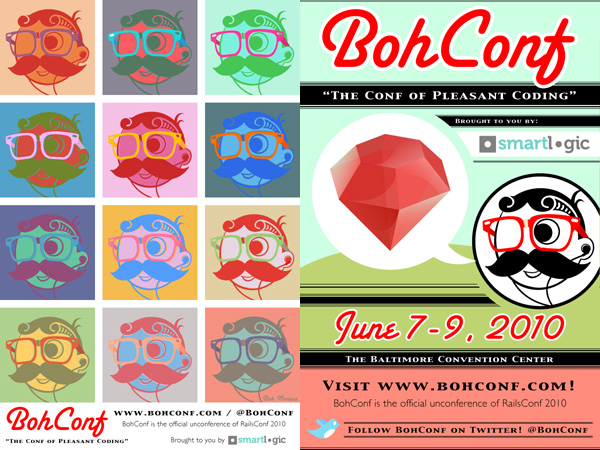 Bob Moster
BohConf
"The Conf of Pleasant Coding"
www.bohconf.com / @BohConf
BohConf is the official unconference of RailsConf 2010
Brought to you by smartlogic
BohConf
"The Conf of Pleasant Coding"
Brought to you by:
smartlogic
June 7-9, 2010
The Baltimore Convention Center
Visit www.bohconf.com!
BohConf is the official unconference of RailsConf 2010
Follow BohConf on Twitter! @BohConf